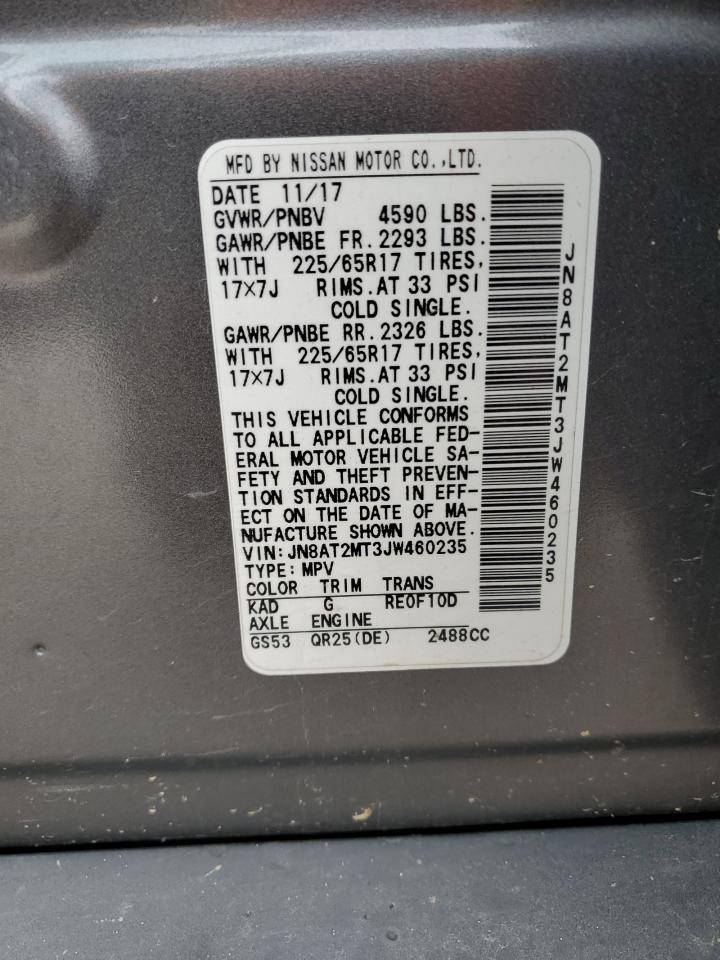 MFD BY NISSAN MOTOR CO.,LTD.
DATE 11/17
GVWR/PNBV 4590 LBS.
GAWR/PNBE FR. 2293 LBS.
WITH 225/65R17 TIRES,
17×7J RIMS. AT 33 PSI
COLD SINGLE.
GAWR/PNBE RR. 2326 LBS.
WITH 225/65R17 TIRES,
17×7J RIMS. AT 33 PSI
COLD SINGLE.
THIS VEHICLE CONFORMS
TO ALL APPLICABLE FED-
ERAL MOTOR VEHICLE SA-
FETY AND THEFT PREVEN-
TION STANDARDS IN EFF-
ECT ON THE DATE OF MA-
NUFACTURE SHOWN ABOVE.
VIN: JN8AT2MT3JW460235
TYPE: MPV
COLOR TRIM TRANS
KAD G RE0F10D
AXLE ENGINE
GS53 QR25(DE) 2488CC
JN8AT2MT3JW460235